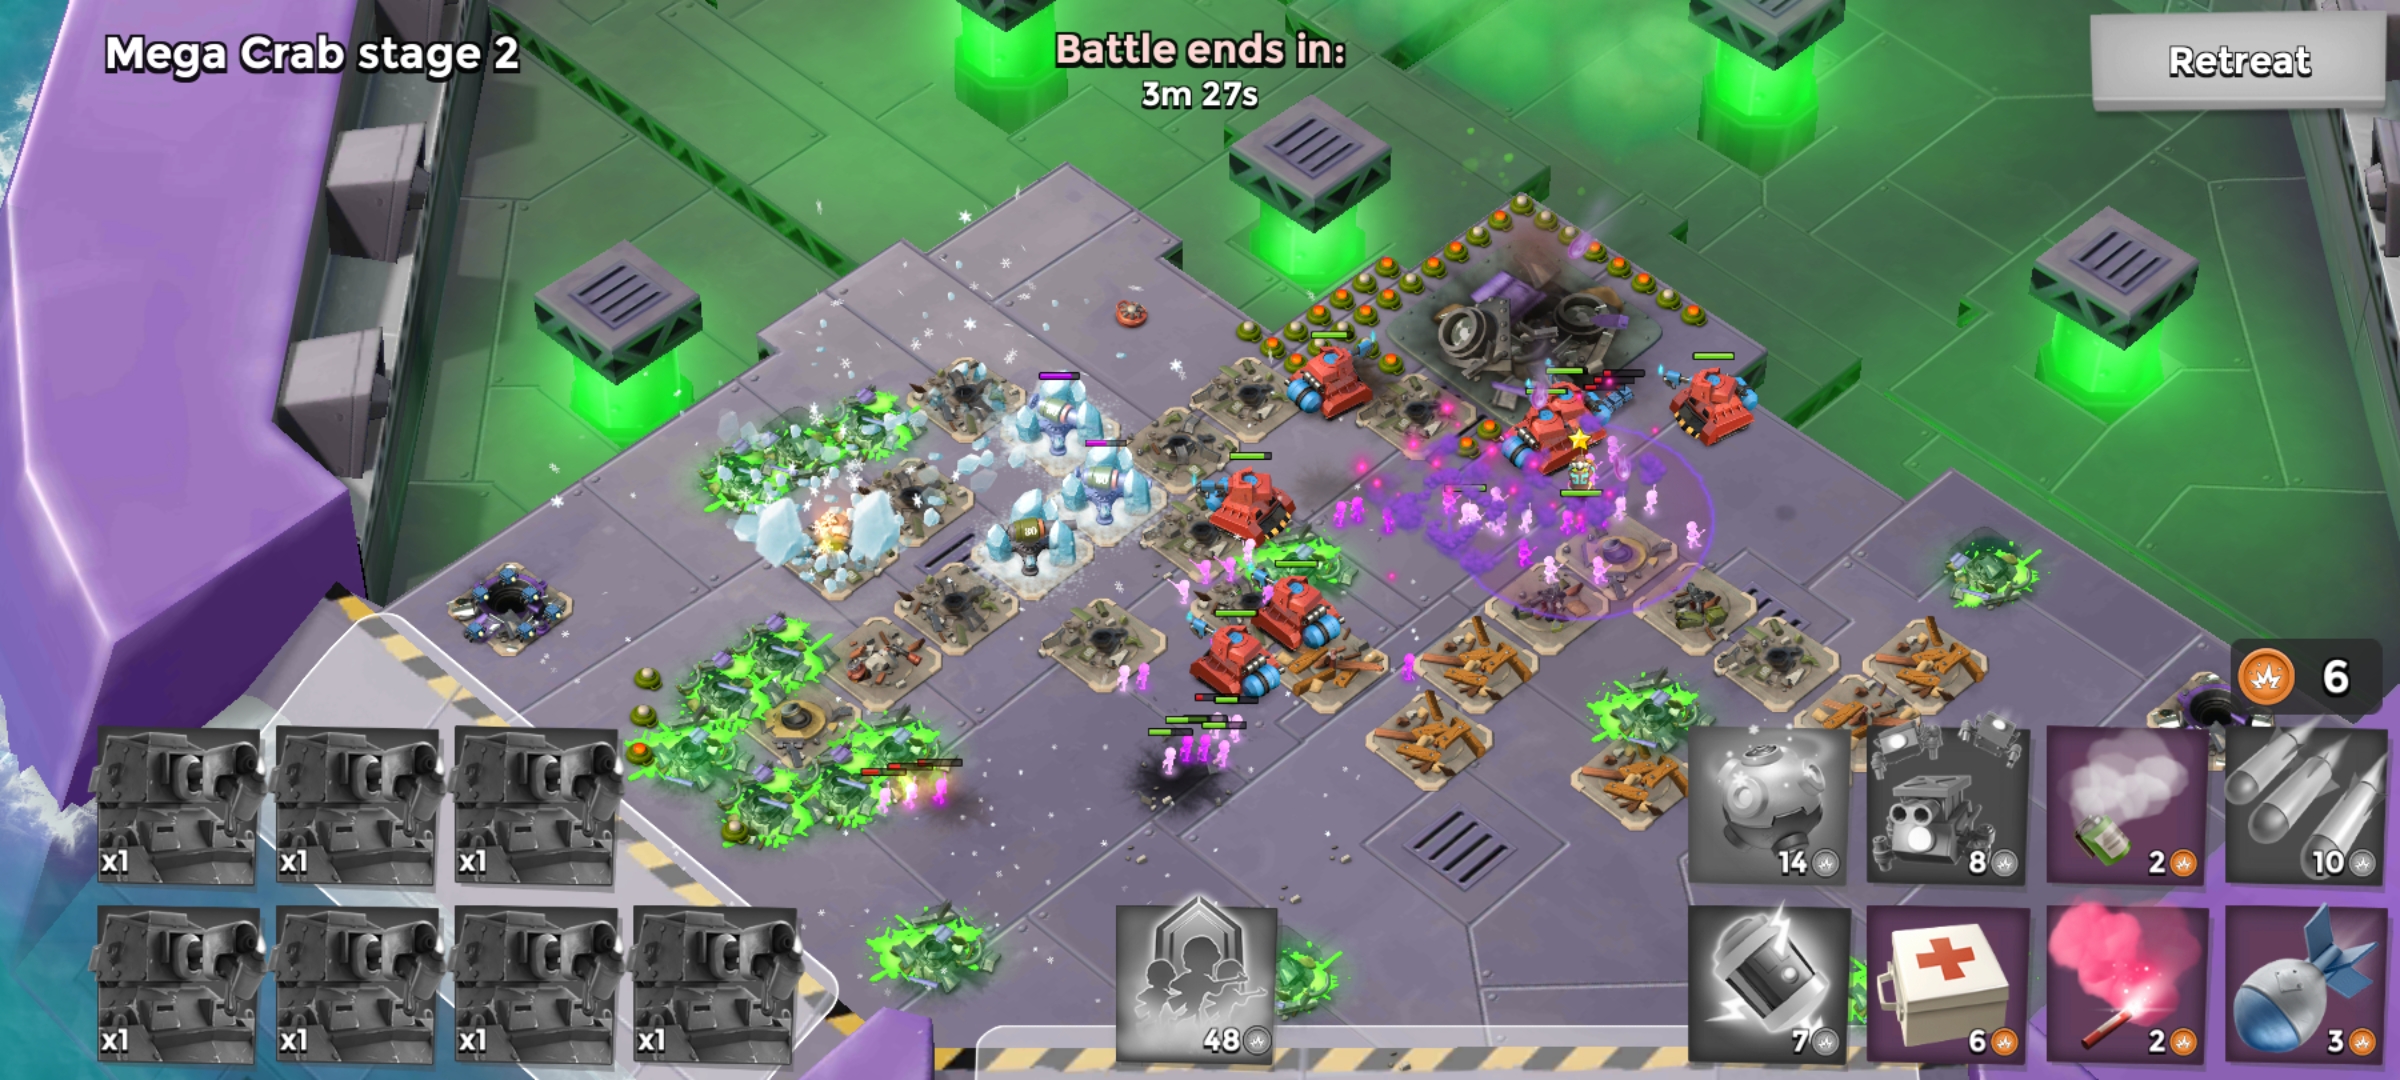 Mega Crab stage 2
Battle ends in:
3m 27s
Retreat
6
x1
x1
x1
14
8
2
10
x1
x1
x1
x1
48
7
6
2
3